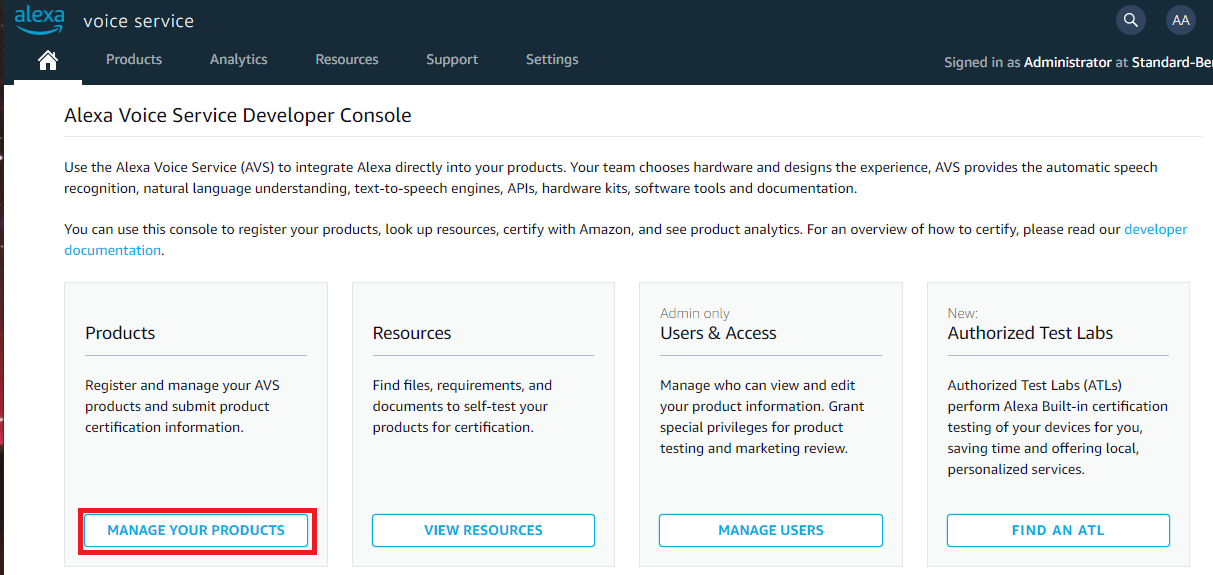 alexa
voice service
AA
Products Analytics Resources Support Settings
Signed in as Administrator at Standard-Be
Alexa Voice Service Developer Console
Use the Alexa Voice Service (AVS) to integrate Alexa directly into your products. Your team chooses hardware and designs the experience, AVS provides the automatic speech
recognition, natural language understanding, text-to-speech engines, APIs, hardware kits, software tools and documentation.
You can use this console to register your products, look up resources, certify with Amazon, and see product analytics. For an overview of how to certify, please read our developer
documentation.
Products
Register and manage your AVS
products and submit product
certification information.
MANAGE YOUR PRODUCTS
Resources
Find files, requirements, and
documents to self-test your
products for certification.
VIEW RESOURCES
Admin only
Users & Access
Manage who can view and edit
your product information. Grant
special privileges for product
testing and marketing review.
MANAGE USERS
New:
Authorized Test Labs
Authorized Test Labs (ATLs)
perform Alexa Built-in certification
testing of your devices for you,
saving time and offering local,
personalized services.
FIND AN ATL